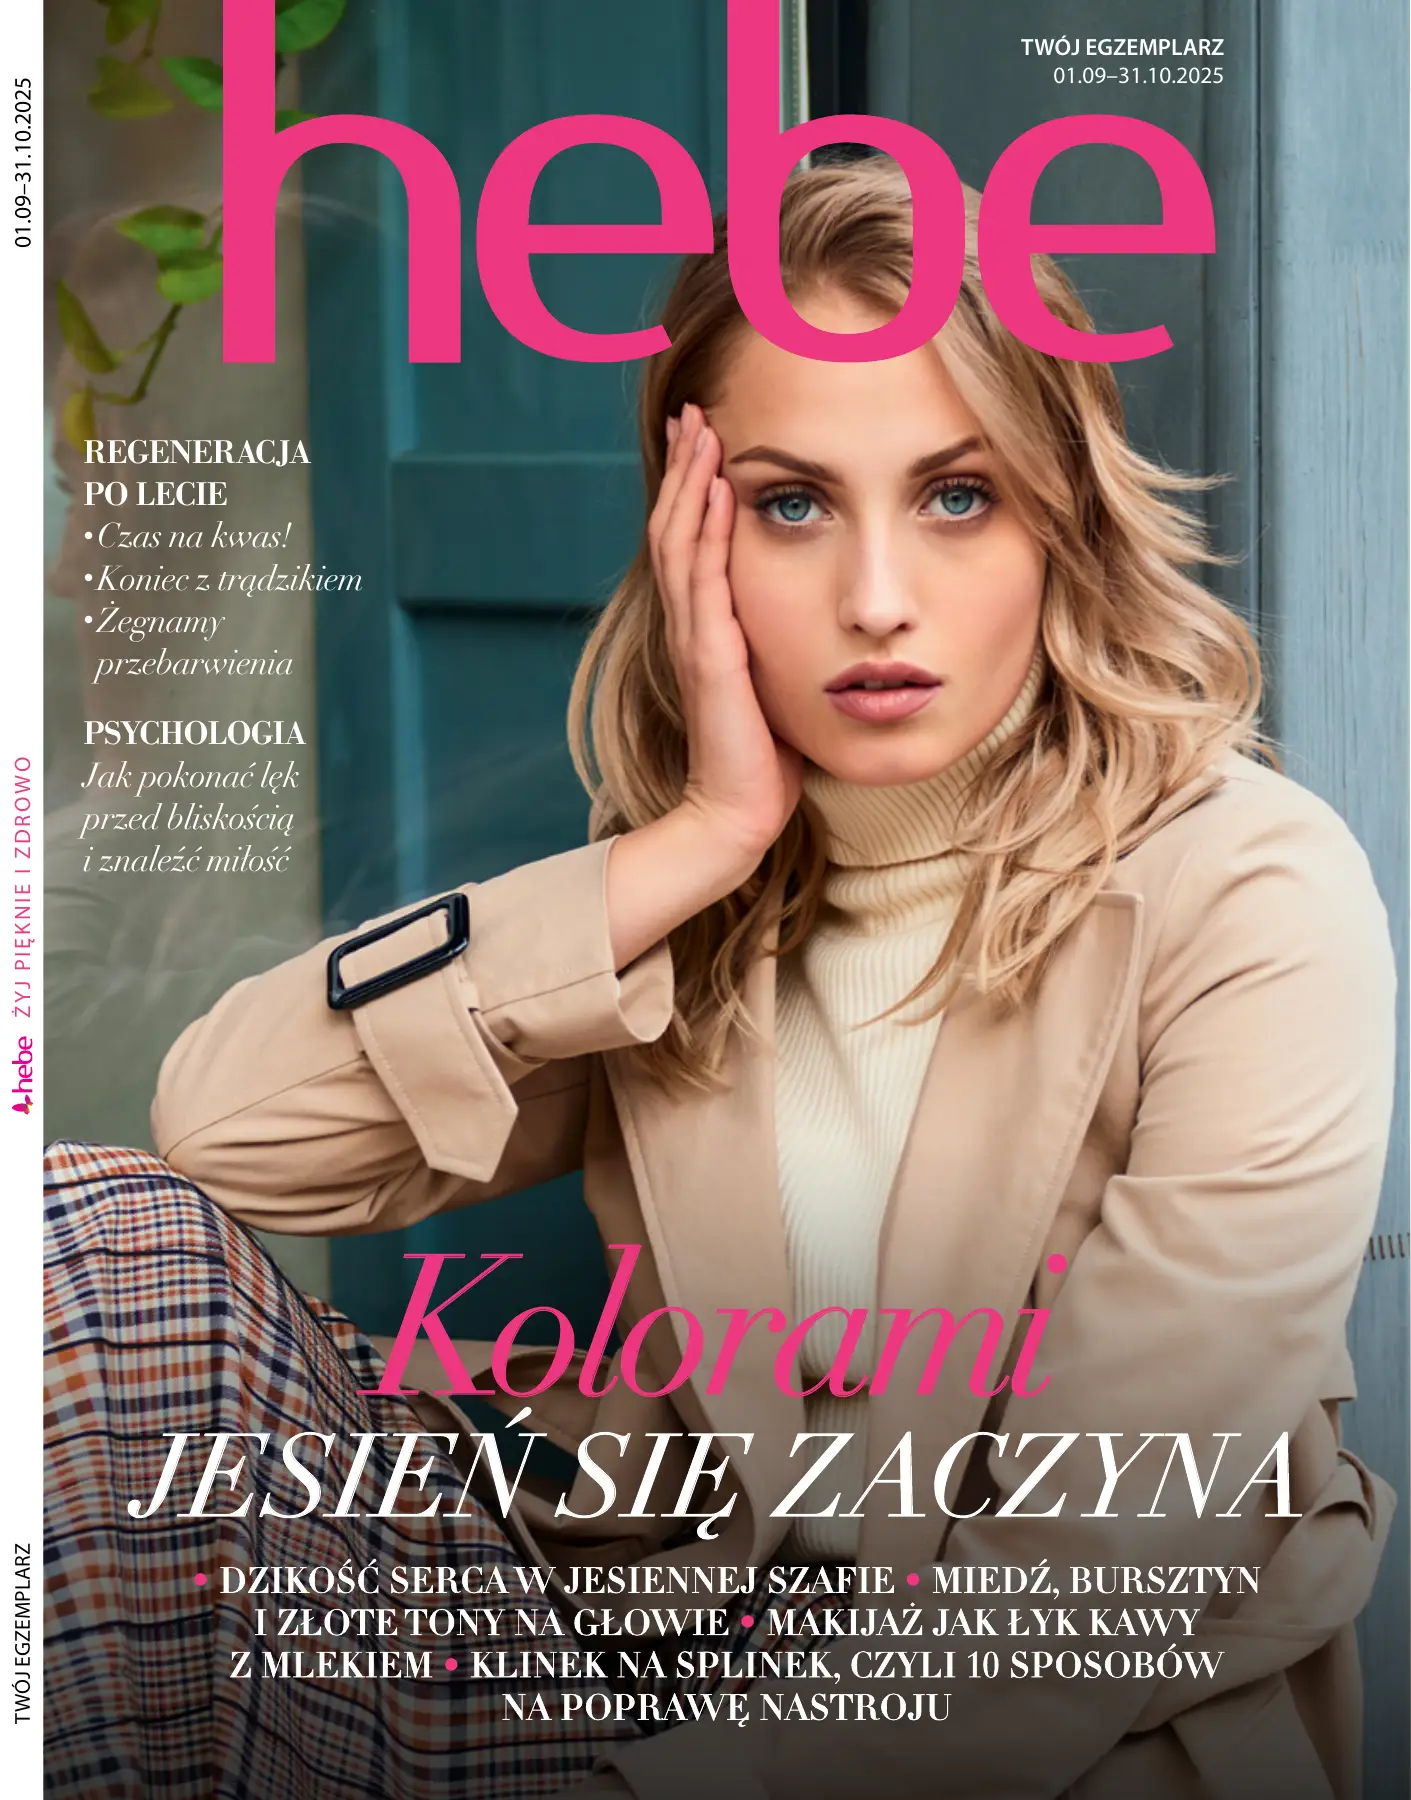 TWÓJ EGZEMPLARZ
01.09–31.10.2025
hebe
REGENERACJA
PO LECIE
• Czas na kwas!
• Koniec z trądzikiem
• Żegnamy
przebarwienia
PSYCHOLOGIA
Jak pokonać lęk
przed bliskością
i znaleźć miłość
Kolorami
JESIEŃ SIĘ ZACZYNA
• DZIKOŚĆ SERCA W JESIENNEJ SZAFIE • MIEDŹ, BURSZTYN
I ZŁOTE TONY NA GŁOWIE • MAKIJAŻ JAK ŁYK KAWY
Z MLEKIEM • KLINEK NA SPLINEK, CZYLI 10 SPOSOBÓW
NA POPRAWĘ NASTROJU
TWÓJ EGZEMPLARZ
hebe ŻYJ PIĘKNIE I ZDROWO
01.09–31.10.2025